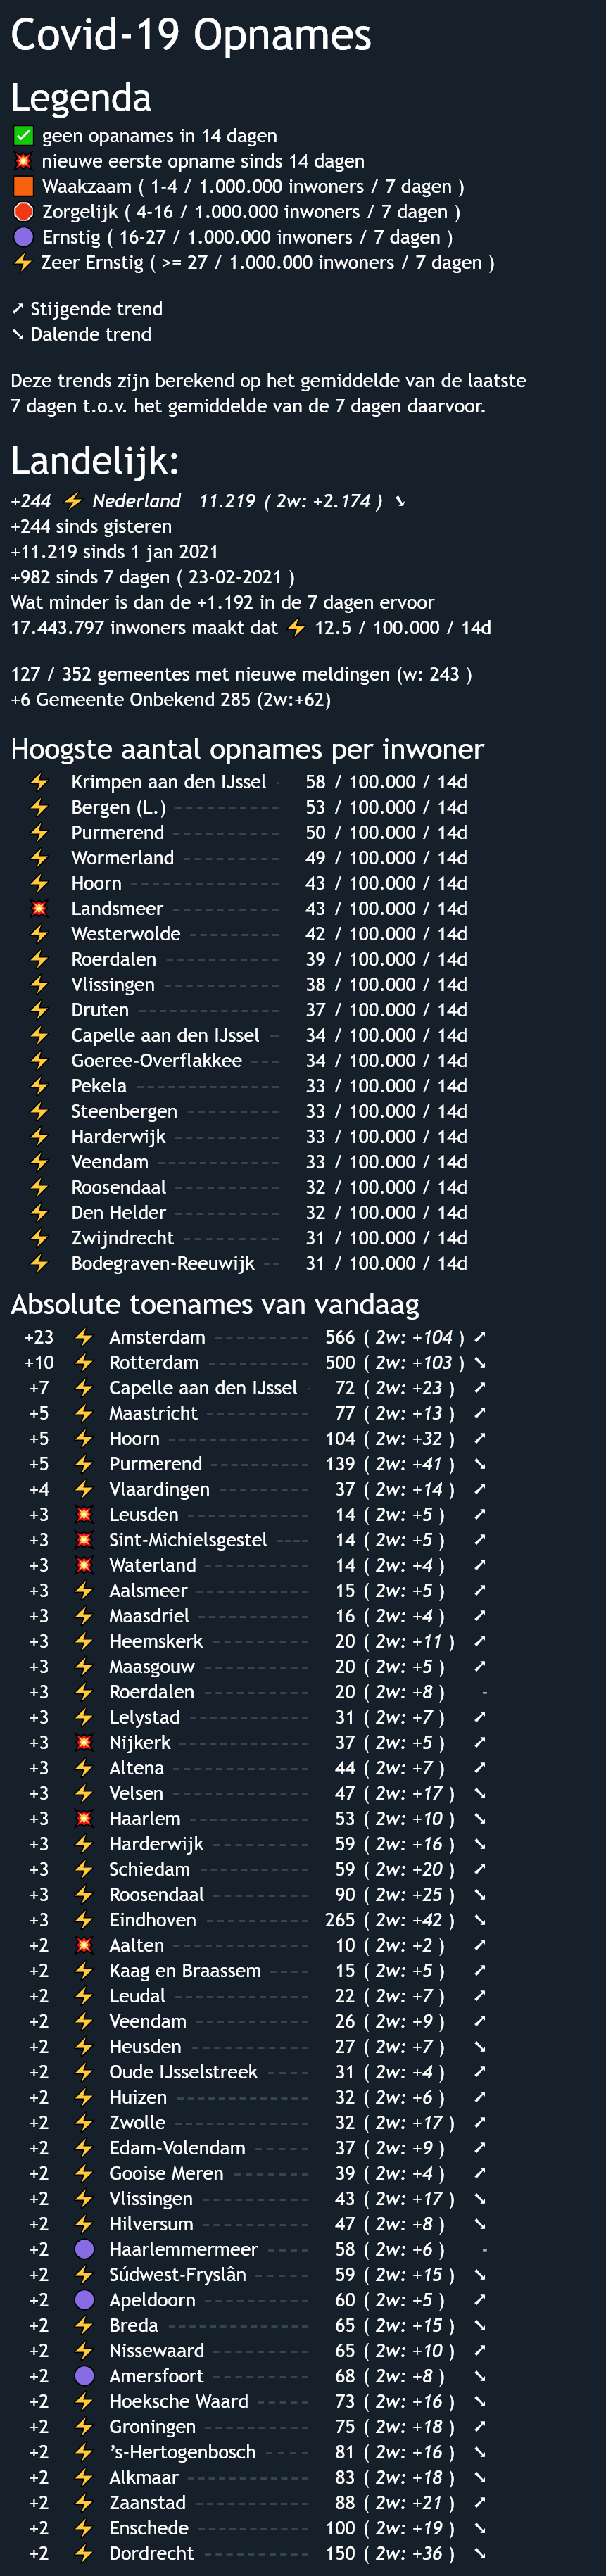 Covid-19 Opnames
Legenda
✅ geen opanames in 14 dagen
💥 nieuwe eerste opname sinds 14 dagen
🟧 Waakzaam ( 1-4 / 1.000.000 inwoners / 7 dagen )
🛑 Zorgelijk ( 4-16 / 1.000.000 inwoners / 7 dagen )
🟣 Ernstig ( 16-27 / 1.000.000 inwoners / 7 dagen )
⚡ Zeer Ernstig ( >= 27 / 1.000.000 inwoners / 7 dagen )
➚ Stijgende trend
➘ Dalende trend
Deze trends zijn berekend op het gemiddelde van de laatste
7 dagen t.o.v. het gemiddelde van de 7 dagen daarvoor.
Landelijk:
+244 ⚡ Nederland 11.219 ( 2w: +2.174 ) ➘
+244 sinds gisteren
+11.219 sinds 1 jan 2021
+982 sinds 7 dagen ( 23-02-2021 )
Wat minder is dan de +1.192 in de 7 dagen ervoor
17.443.797 inwoners maakt dat ⚡ 12.5 / 100.000 / 14d
127 / 352 gemeentes met nieuwe meldingen (w: 243 )
+6 Gemeente Onbekend 285 (2w:+62)
Hoogste aantal opnames per inwoner
⚡ Krimpen aan den IJssel 58 / 100.000 / 14d
⚡ Bergen (L.) 53 / 100.000 / 14d
⚡ Purmerend 50 / 100.000 / 14d
⚡ Wormerland 49 / 100.000 / 14d
⚡ Hoorn 43 / 100.000 / 14d
💥 Landsmeer 43 / 100.000 / 14d
⚡ Westerwolde 42 / 100.000 / 14d
⚡ Roerdalen 39 / 100.000 / 14d
⚡ Vlissingen 38 / 100.000 / 14d
⚡ Druten 37 / 100.000 / 14d
⚡ Capelle aan den IJssel 34 / 100.000 / 14d
⚡ Goeree-Overflakkee 34 / 100.000 / 14d
⚡ Pekela 33 / 100.000 / 14d
⚡ Steenbergen 33 / 100.000 / 14d
⚡ Harderwijk 33 / 100.000 / 14d
⚡ Veendam 33 / 100.000 / 14d
⚡ Roosendaal 32 / 100.000 / 14d
⚡ Den Helder 32 / 100.000 / 14d
⚡ Zwijndrecht 31 / 100.000 / 14d
⚡ Bodegraven-Reeuwijk 31 / 100.000 / 14d
Absolute toenames van vandaag
+23 ⚡ Amsterdam 566 ( 2w: +104 ) ➚
+10 ⚡ Rotterdam 500 ( 2w: +103 ) ➘
+7 ⚡ Capelle aan den IJssel 72 ( 2w: +23 ) ➚
+5 ⚡ Maastricht 77 ( 2w: +13 ) ➚
+5 ⚡ Hoorn 104 ( 2w: +32 ) ➚
+5 ⚡ Purmerend 139 ( 2w: +41 ) ➘
+4 ⚡ Vlaardingen 37 ( 2w: +14 ) ➚
+3 💥 Leusden 14 ( 2w: +5 ) ➚
+3 💥 Sint-Michielsgestel 14 ( 2w: +5 ) ➚
+3 💥 Waterland 14 ( 2w: +4 ) ➚
+3 ⚡ Aalsmeer 15 ( 2w: +5 ) ➚
+3 ⚡ Maasdriel 16 ( 2w: +4 ) ➚
+3 ⚡ Heemskerk 20 ( 2w: +11 ) ➚
+3 ⚡ Maasgouw 20 ( 2w: +5 ) ➚
+3 ⚡ Roerdalen 20 ( 2w: +8 ) -
+3 ⚡ Lelystad 31 ( 2w: +7 ) ➚
+3 💥 Nijkerk 37 ( 2w: +5 ) ➚
+3 ⚡ Altena 44 ( 2w: +7 ) ➚
+3 ⚡ Velsen 47 ( 2w: +17 ) ➘
+3 💥 Haarlem 53 ( 2w: +10 ) ➘
+3 ⚡ Harderwijk 59 ( 2w: +16 ) ➘
+3 ⚡ Schiedam 59 ( 2w: +20 ) ➚
+3 ⚡ Roosendaal 90 ( 2w: +25 ) ➘
+3 ⚡ Eindhoven 265 ( 2w: +42 ) ➘
+2 💥 Aalten 10 ( 2w: +2 ) ➚
+2 ⚡ Kaag en Braassem 15 ( 2w: +5 ) ➚
+2 ⚡ Leudal 22 ( 2w: +7 ) ➚
+2 ⚡ Veendam 26 ( 2w: +9 ) ➚
+2 ⚡ Heusden 27 ( 2w: +7 ) ➘
+2 ⚡ Oude IJsselstreek 31 ( 2w: +4 ) ➚
+2 ⚡ Huizen 32 ( 2w: +6 ) ➚
+2 ⚡ Zwolle 32 ( 2w: +17 ) ➚
+2 ⚡ Edam-Volendam 37 ( 2w: +9 ) ➚
+2 ⚡ Gooise Meren 39 ( 2w: +4 ) ➚
+2 ⚡ Vlissingen 43 ( 2w: +17 ) ➘
+2 ⚡ Hilversum 47 ( 2w: +8 ) ➘
+2 🟣 Haarlemmermeer 58 ( 2w: +6 ) -
+2 ⚡ Súdwest-Fryslân 59 ( 2w: +15 ) ➘
+2 🟣 Apeldoorn 60 ( 2w: +5 ) ➚
+2 ⚡ Breda 65 ( 2w: +15 ) ➘
+2 ⚡ Nissewaard 65 ( 2w: +10 ) ➚
+2 🟣 Amersfoort 68 ( 2w: +8 ) ➘
+2 ⚡ Hoeksche Waard 73 ( 2w: +16 ) ➘
+2 ⚡ Groningen 75 ( 2w: +18 ) ➚
+2 ⚡ 's-Hertogenbosch 81 ( 2w: +16 ) ➘
+2 ⚡ Alkmaar 83 ( 2w: +18 ) ➘
+2 ⚡ Zaanstad 88 ( 2w: +21 ) ➚
+2 ⚡ Enschede 100 ( 2w: +19 ) ➘
+2 ⚡ Dordrecht 150 ( 2w: +36 ) ➘